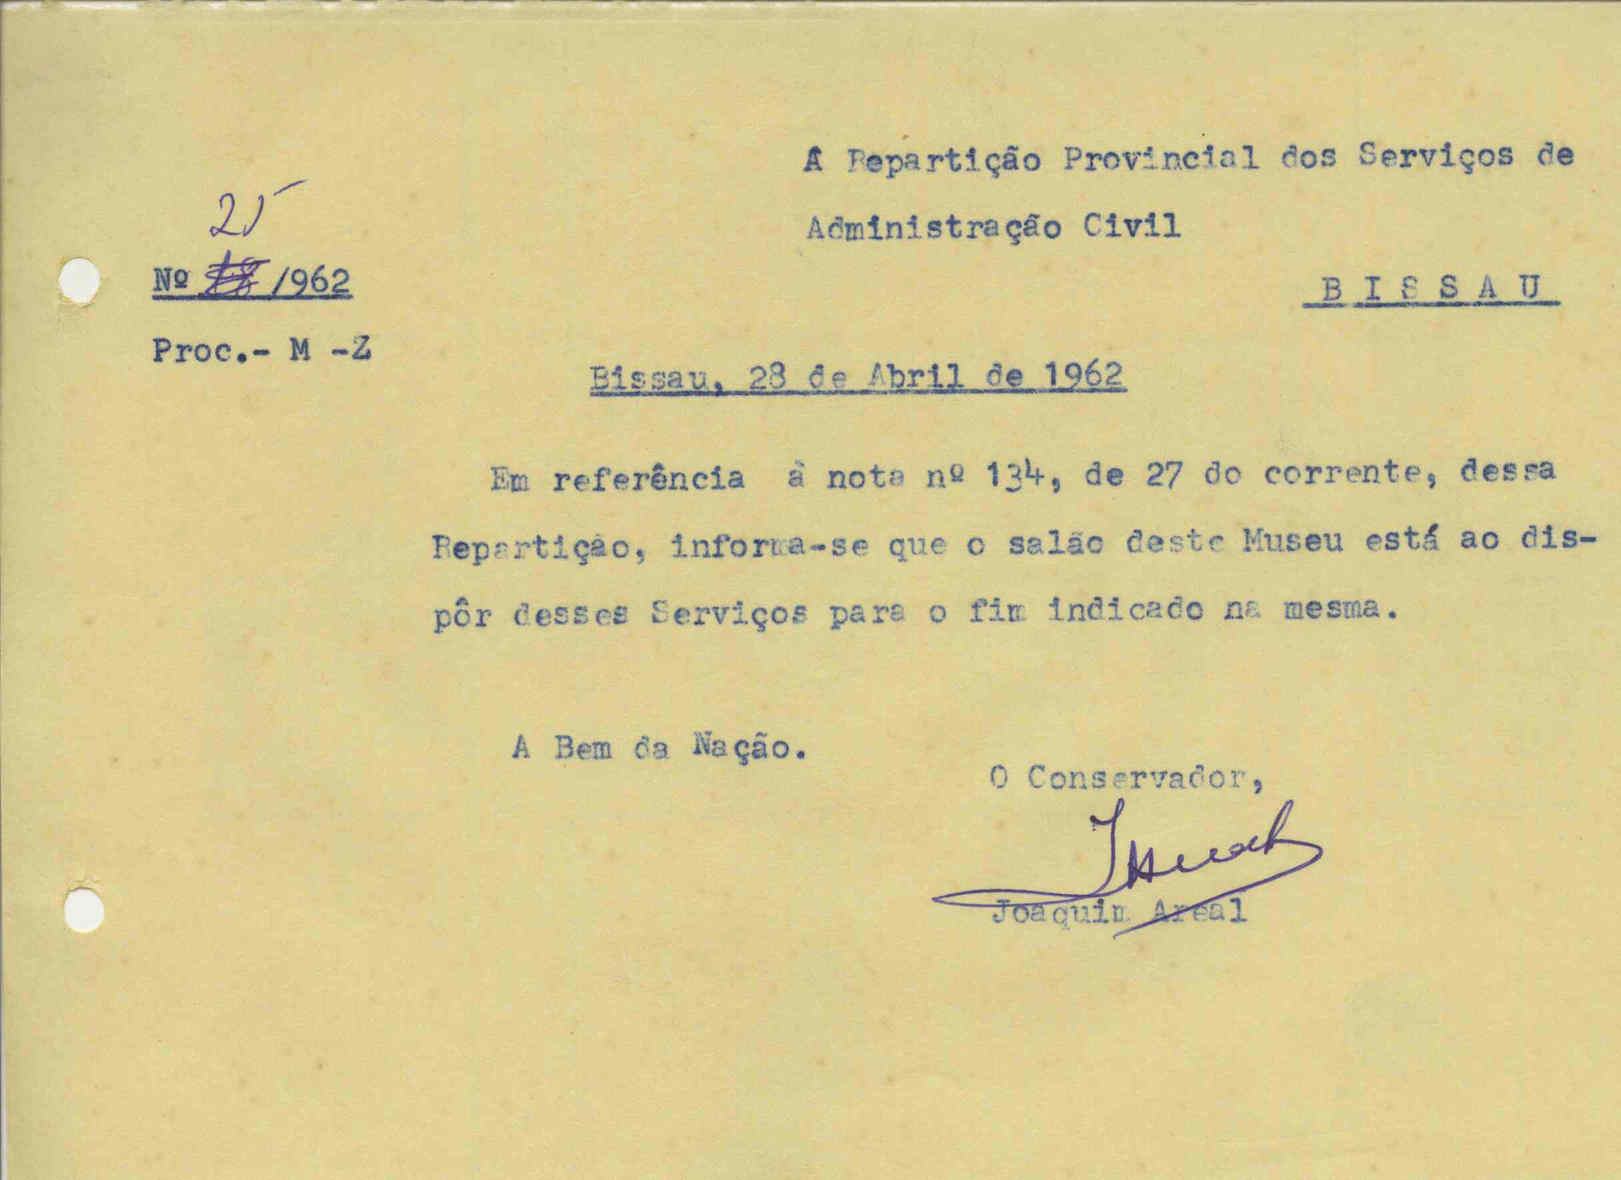 À Repartição Provincial dos Serviços de
Administração Civil
BISSAU
25
Nº /962
Proc.- M -Z
Bissau, 28 de Abril de 1962
Em referência à nota nº 134, de 27 do corrente, dessa
Repartição, informa-se que o salão deste Museu está ao dis-
pôr desses Serviços para o fim indicado na mesma.
A Bem da Nação.
O Conservador,
Joaquim Areal